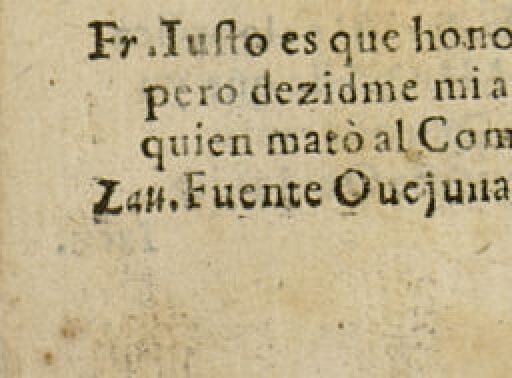 Fr. Iusto es que hono
pero dezidme mi a
quien matò al Com
Lau. Fuente Ouejuna